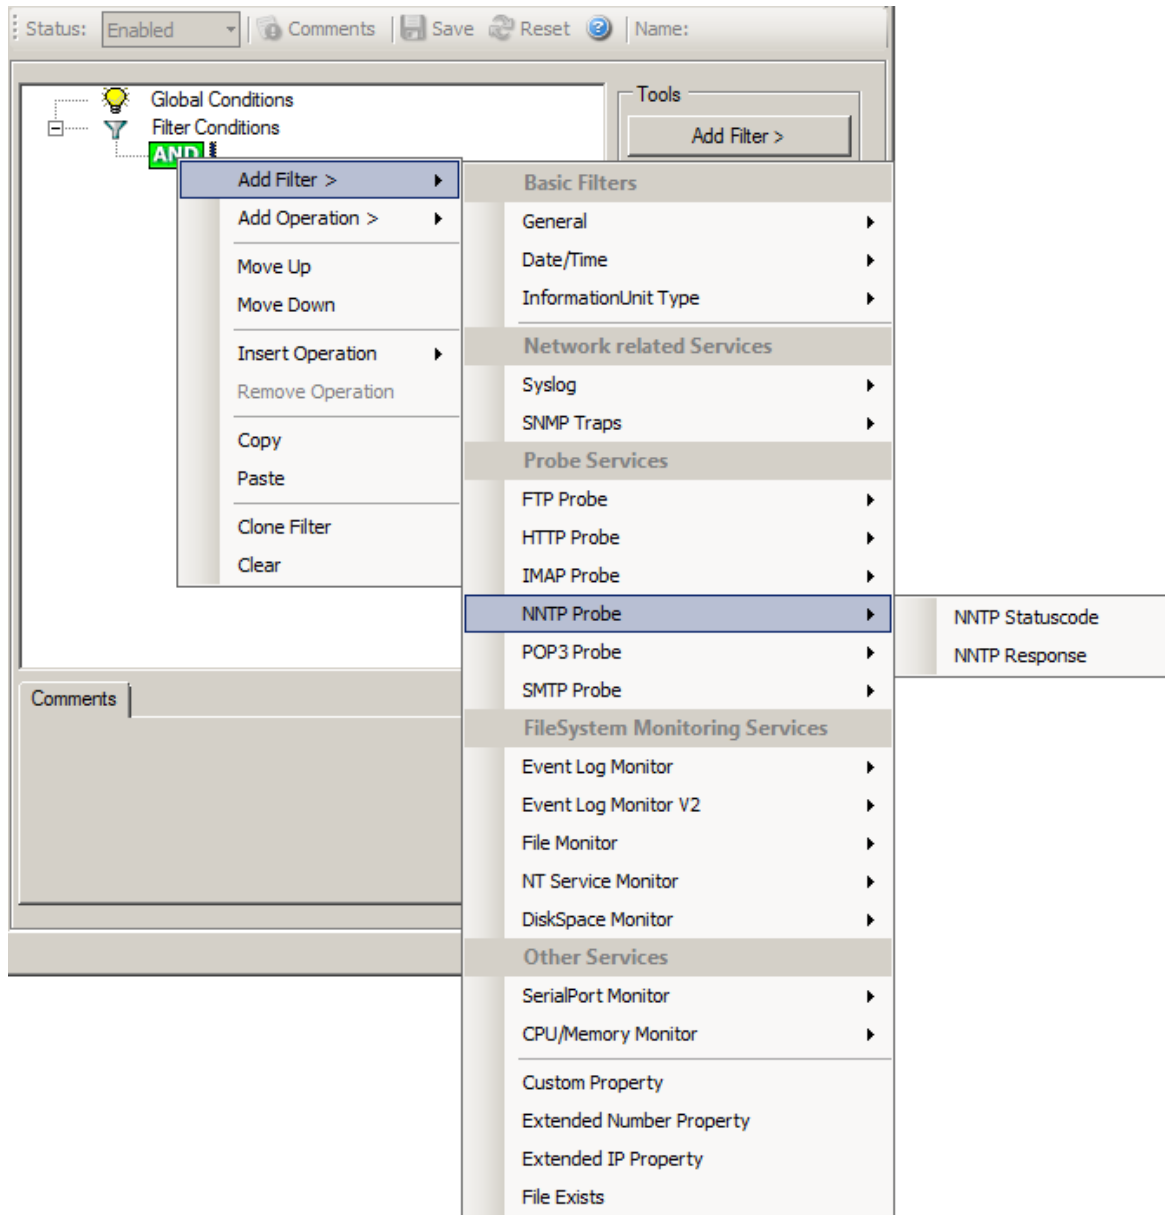 Status: Enabled Comments Save Reset Name:
Global Conditions
Filter Conditions
AND
Tools
Add Filter >
Add Filter >
Add Operation >
Move Up
Move Down
Insert Operation
Remove Operation
Copy
Paste
Clone Filter
Clear
Basic Filters
General
Date/Time
InformationUnit Type
Network related Services
Syslog
SNMP Traps
Probe Services
FTP Probe
HTTP Probe
IMAP Probe
NNTP Probe
POP3 Probe
SMTP Probe
FileSystem Monitoring Services
Event Log Monitor
Event Log Monitor V2
File Monitor
NT Service Monitor
DiskSpace Monitor
Other Services
SerialPort Monitor
CPU/Memory Monitor
Custom Property
Extended Number Property
Extended IP Property
File Exists
NNTP Statuscode
NNTP Response
Comments